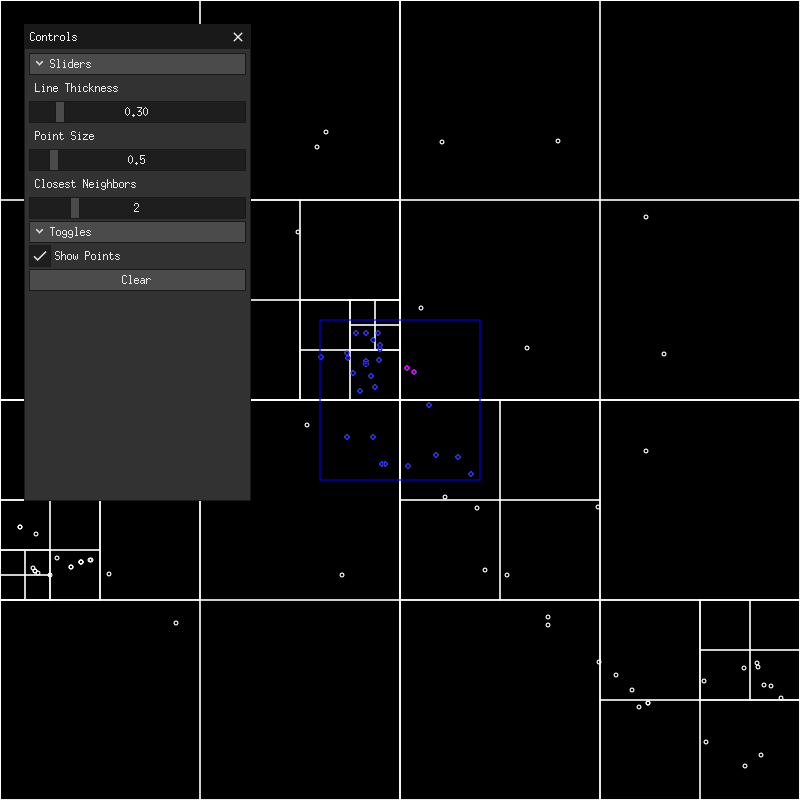 Controls
Sliders
Line Thickness
0.30
Point Size
0.5
Closest Neighbors
2
Toggles
Show Points
Clear